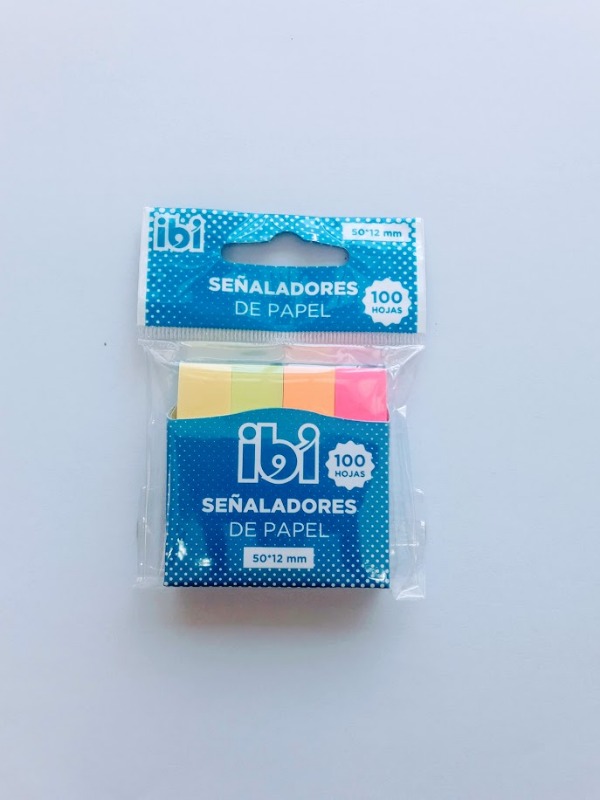 ibi
50*12 mm
SEÑALADORES
DE PAPEL
100
HOJAS
ibi
100
HOJAS
SEÑALADORES
DE PAPEL
50*12 mm